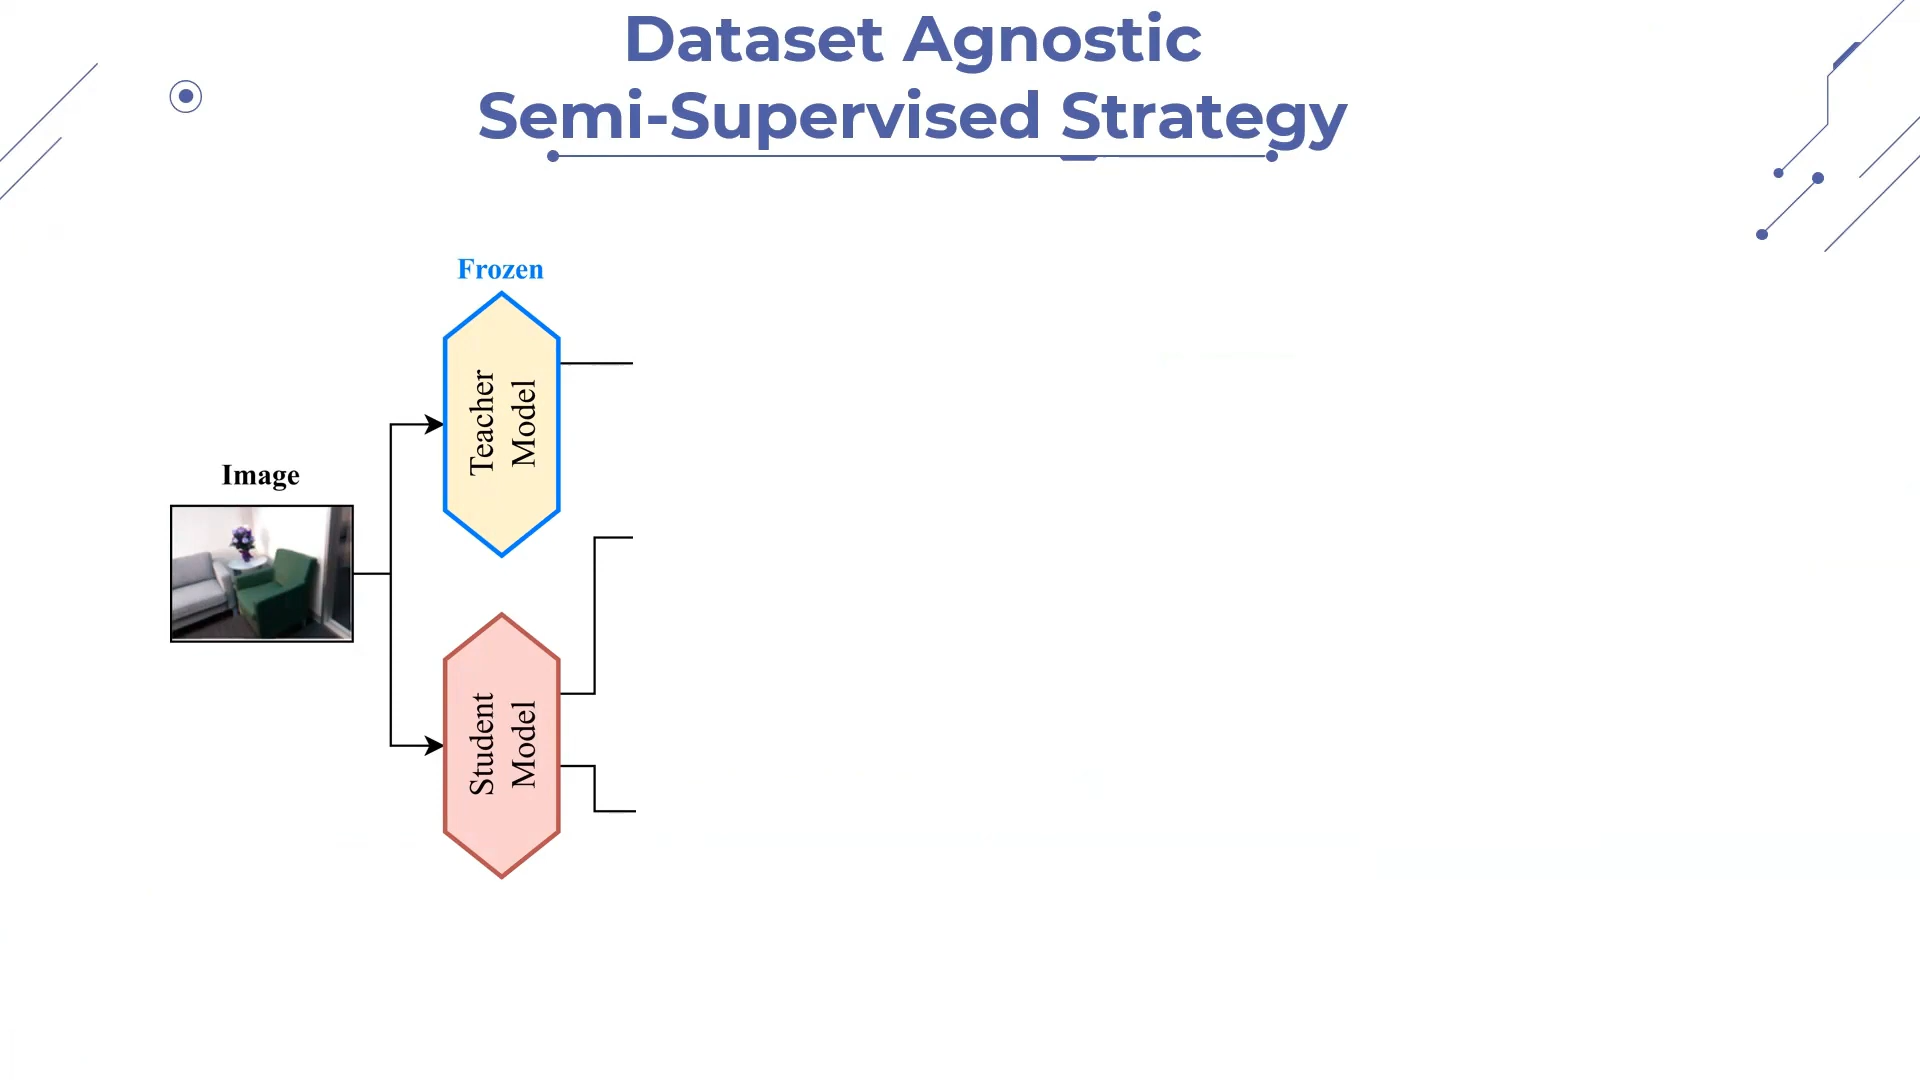 Dataset Agnostic
Semi-Supervised Strategy
Frozen
Teacher
Model
Image
Student
Model